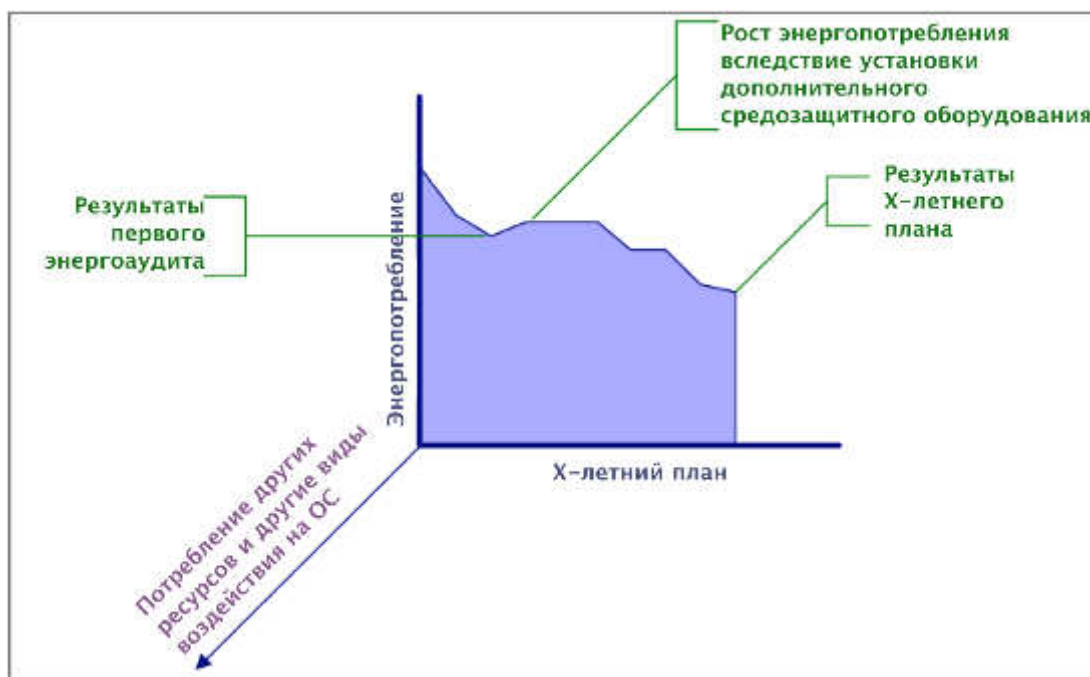 Рост энергопотребления
вследствие установки
дополнительного
средозащитного оборудования
Результаты
первого
энергоаудита
Результаты
X-летнего
плана
Энергопотребление
X-летний план
Потребление других
ресурсов и другие виды
воздействия на ОС